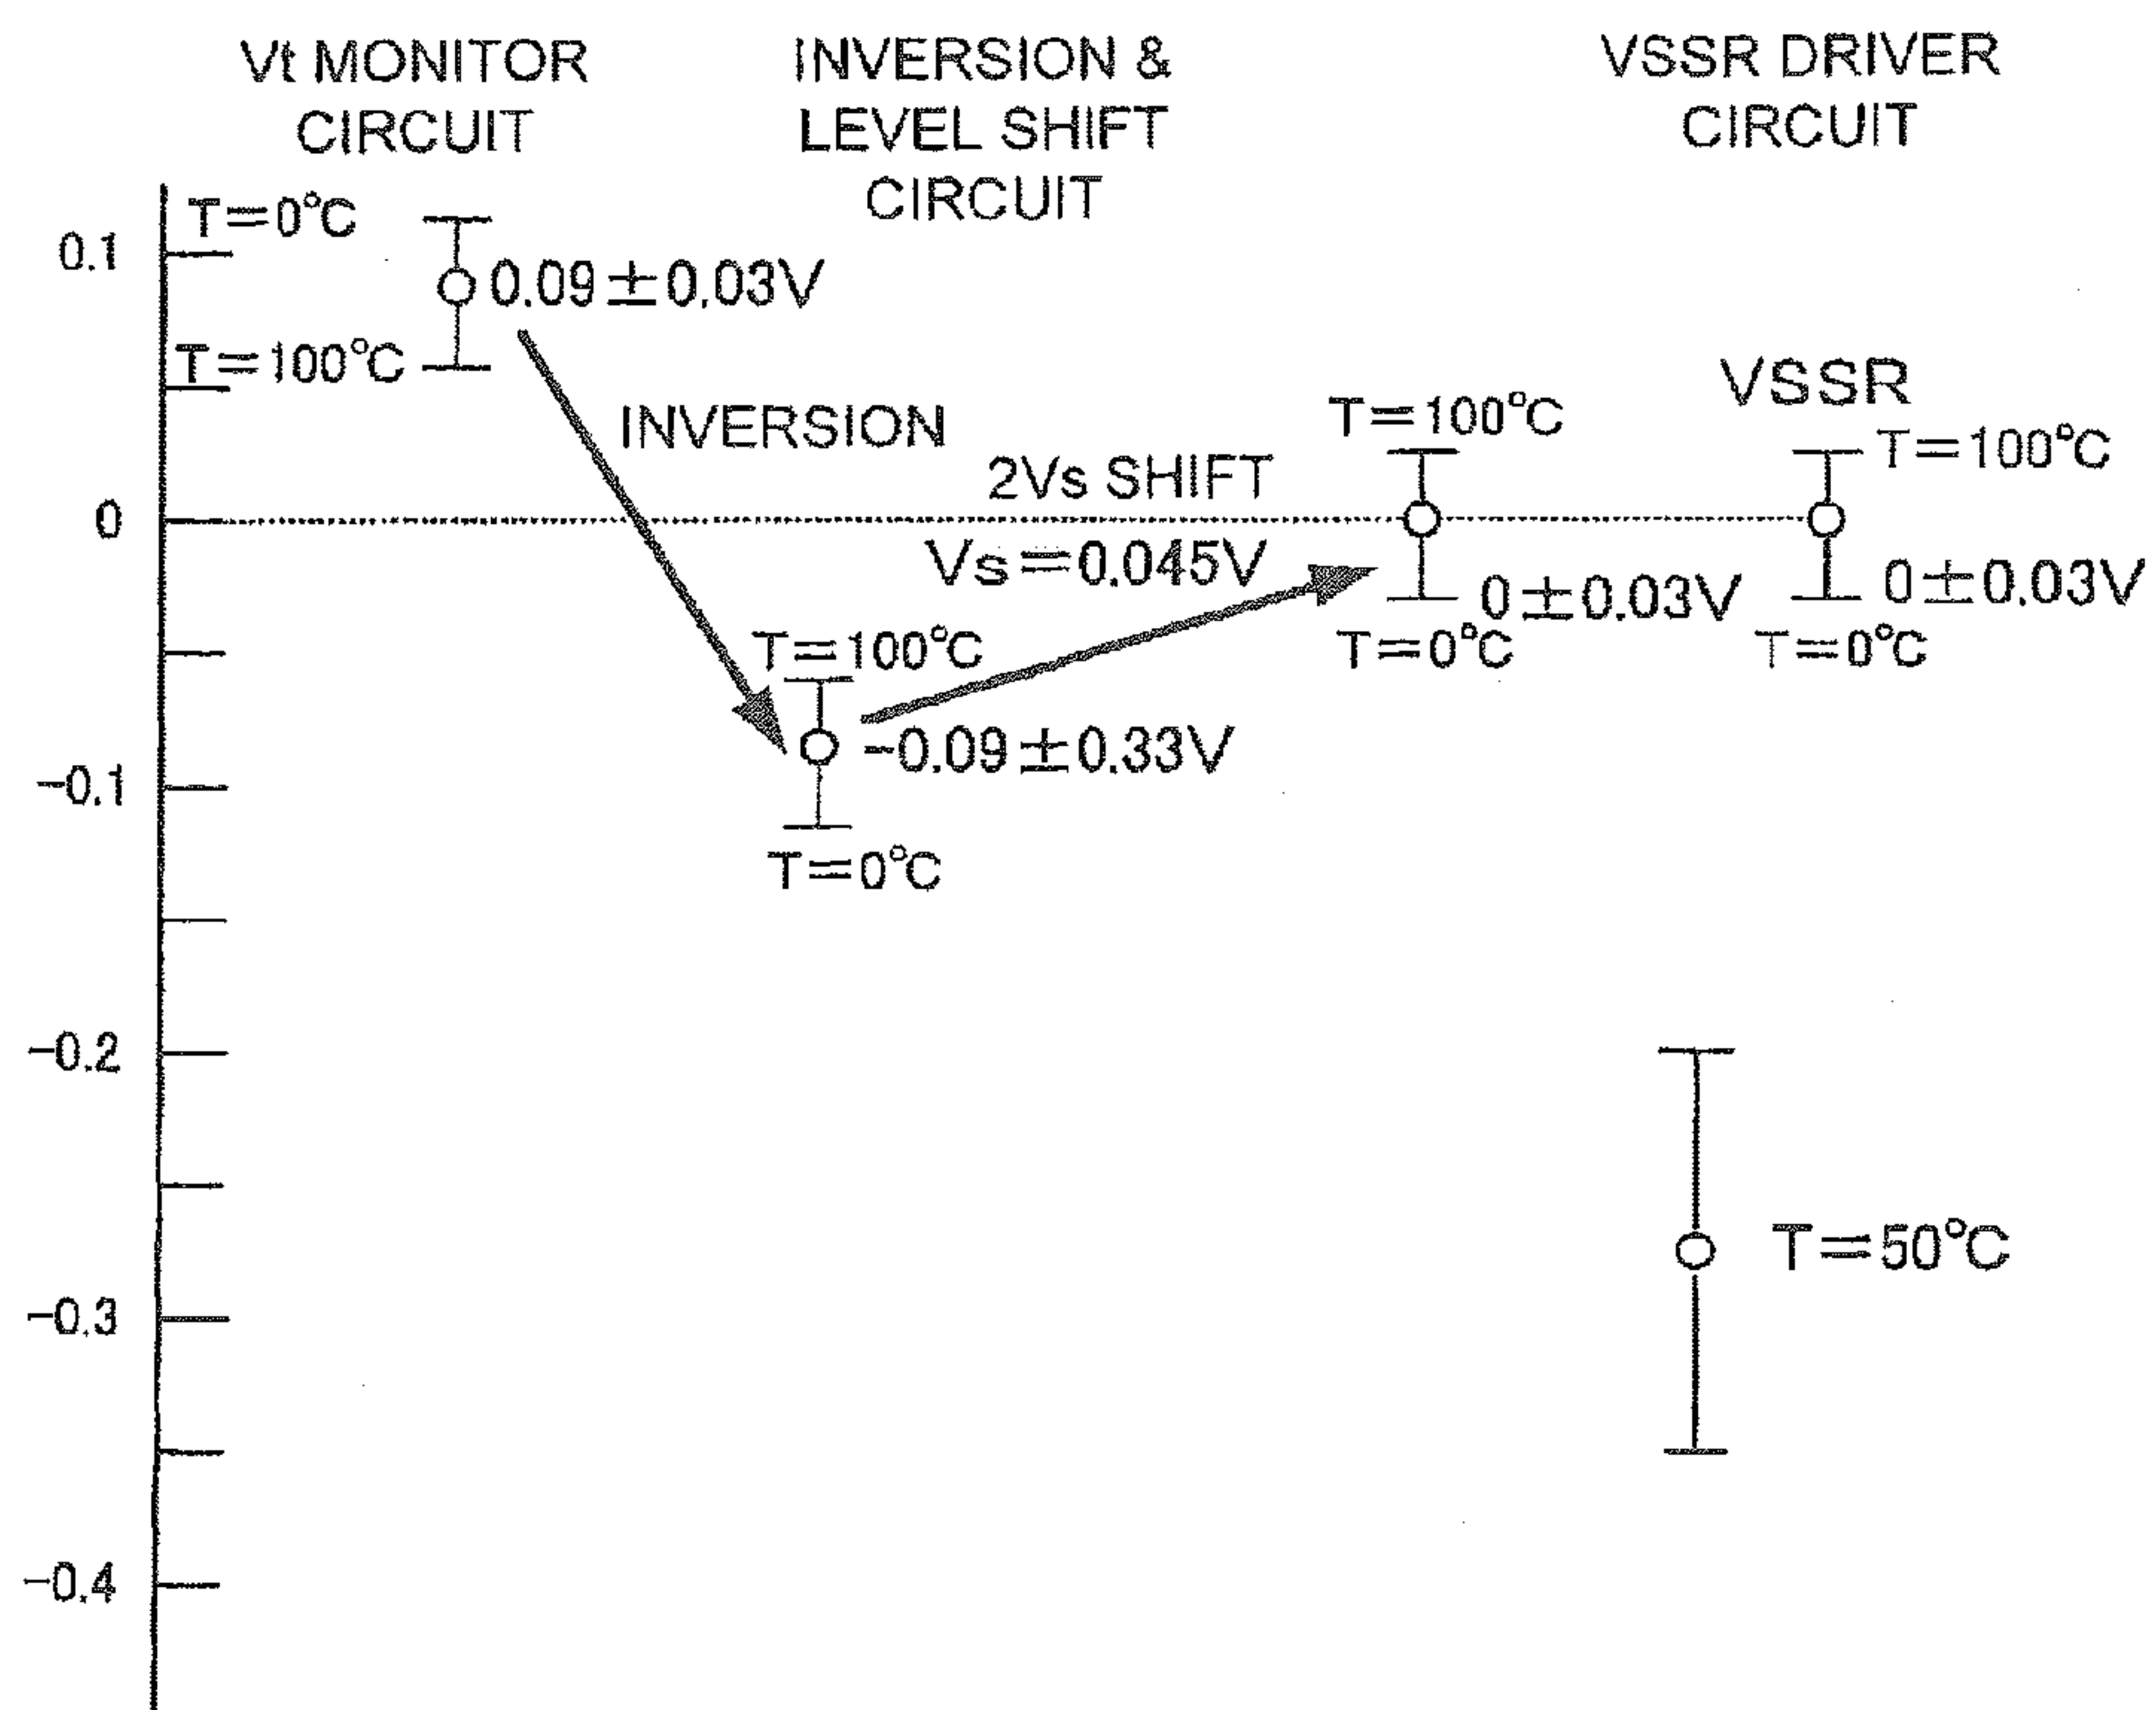 Vt MONITOR
CIRCUIT
INVERSION &
LEVEL SHIFT
CIRCUIT
VSSR DRIVER
CIRCUIT
T=0°C
0.1
0.09±0.03V
T=100°C
INVERSION
2Vs SHIFT
Vs=0.045V
T=100°C
VSSR
T=100°C
0
0±0.03V
0±0.03V
T=0°C
T=0°C
T=100°C
-0.09±0.33V
-0.1
T=0°C
-0.2
T=50°C
-0.3
-0.4